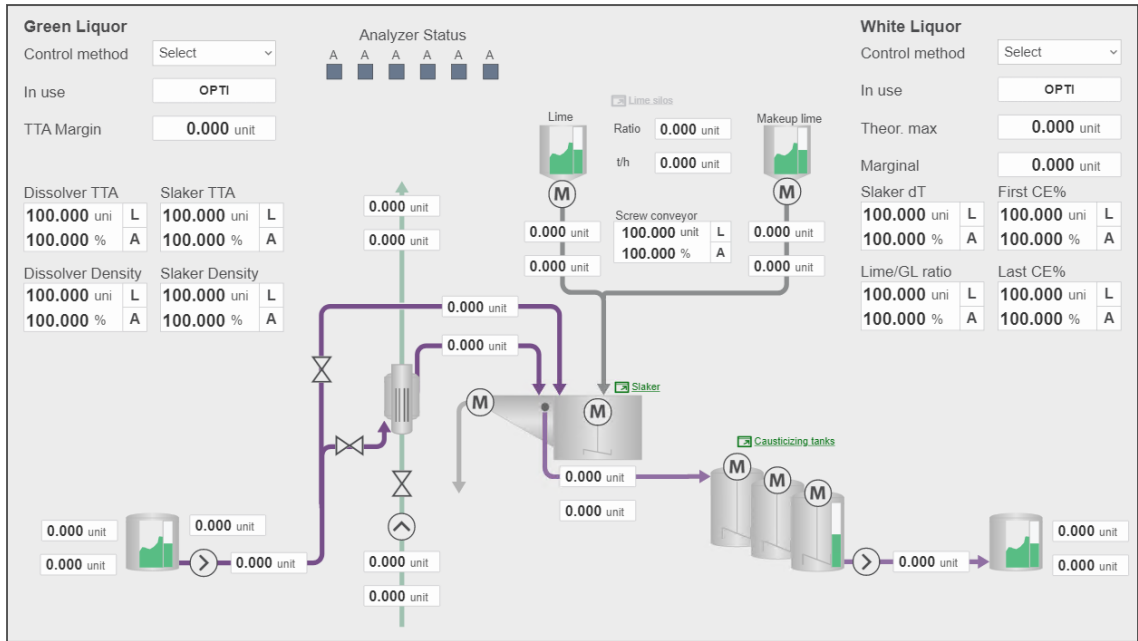 Green Liquor
Control method Select
In use OPTI
TTA Margin 0.000 unit
Analyzer Status
A A A A A A
White Liquor
Control method Select
In use OPTI
Theor. max 0.000 unit
Marginal 0.000 unit
Lime silos
Lime
Ratio 0.000 unit
t/h 0.000 unit
Makeup lime
M
M
Dissolver TTA
100.000 uni L
100.000 % A
Slaker TTA
100.000 uni L
100.000 % A
Dissolver Density
100.000 uni L
100.000 % A
Slaker Density
100.000 uni L
100.000 % A
0.000 unit
0.000 unit
0.000 unit
0.000 unit
Screw conveyor
100.000 unit L
100.000 % A
0.000 unit
0.000 unit
Slaker dT
100.000 uni L
100.000 % A
First CE%
100.000 uni L
100.000 % A
Lime/GL ratio
100.000 uni L
100.000 % A
Last CE%
100.000 uni L
100.000 % A
0.000 unit
0.000 unit
Slaker
M
M
Causticizing tanks
M
M
M
0.000 unit
0.000 unit
0.000 unit
0.000 unit
0.000 unit
0.000 unit
0.000 unit
0.000 unit
0.000 unit
0.000 unit
0.000 unit